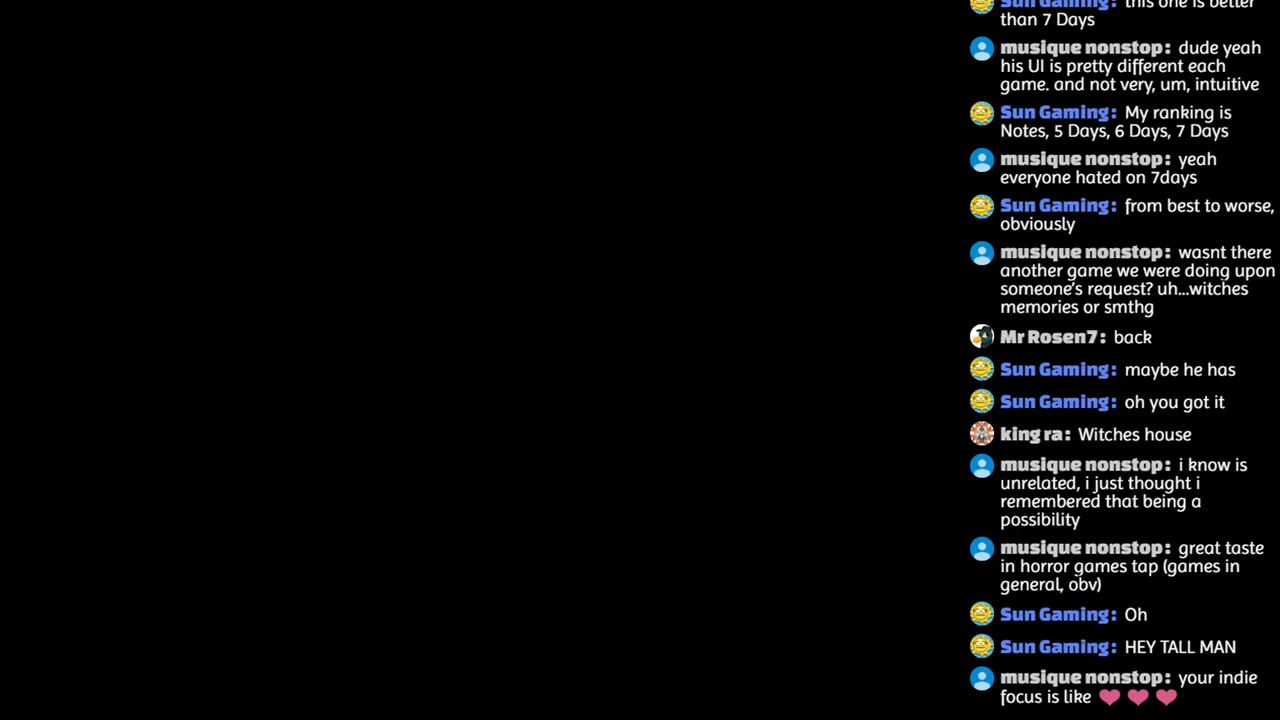 Sun Gaming: this one is better
than 7 Days
musique nonstop: dude yeah
his UI is pretty different each
game. and not very, um, intuitive
Sun Gaming: My ranking is
Notes, 5 Days, 6 Days, 7 Days
musique nonstop: yeah
everyone hated on 7days
Sun Gaming: from best to worse,
obviously
musique nonstop: wasnt there
another game we were doing upon
someone's request? uh...witches
memories or smthg
Mr Rosen7: back
Sun Gaming: maybe he has
Sun Gaming: oh you got it
king ra: Witches house
musique nonstop: i know is
unrelated, i just thought i
remembered that being a
possibility
musique nonstop: great taste
in horror games tap (games in
general, obv)
Sun Gaming: Oh
Sun Gaming: HEY TALL MAN
musique nonstop: your indie
focus is like